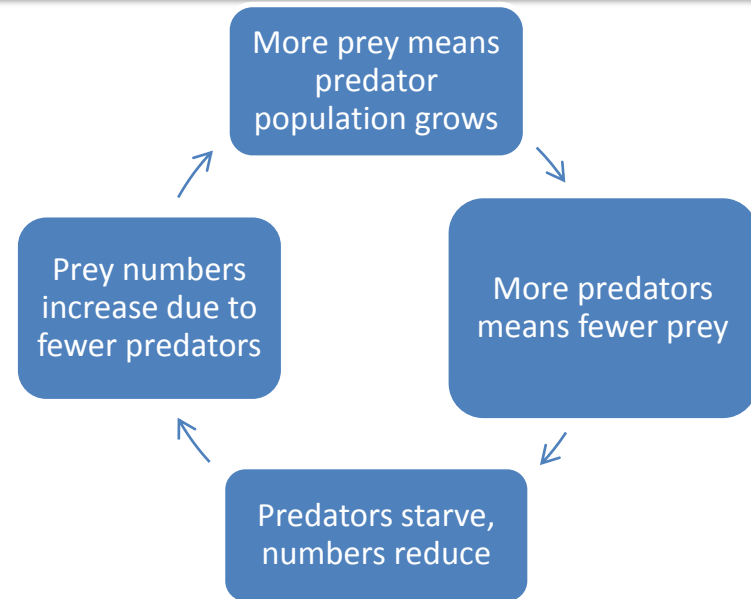 More prey means
predator
population grows
More predators
means fewer prey
Predators starve,
numbers reduce
Prey numbers
increase due to
fewer predators